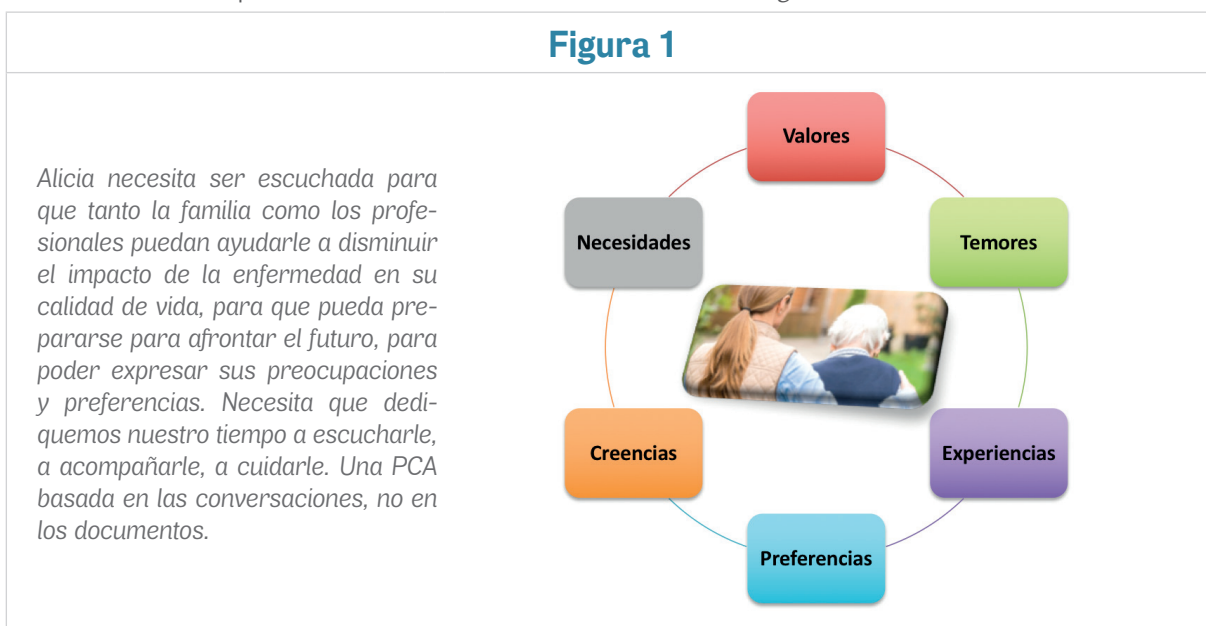 Figura 1
Alicia necesita ser escuchada para
que tanto la familia como los profe-
sionales puedan ayudarle a disminuir
el impacto de la enfermedad en su
calidad de vida, para que pueda pre-
pararse para afrontar el futuro, para
poder expresar sus preocupaciones
y preferencias. Necesita que dedi-
quemos nuestro tiempo a escucharle,
a acompañarle, a cuidarle. Una PCA
basada en las conversaciones, no en
los documentos.
Valores
Necesidades
Temores
Creencias
Experiencias
Preferencias